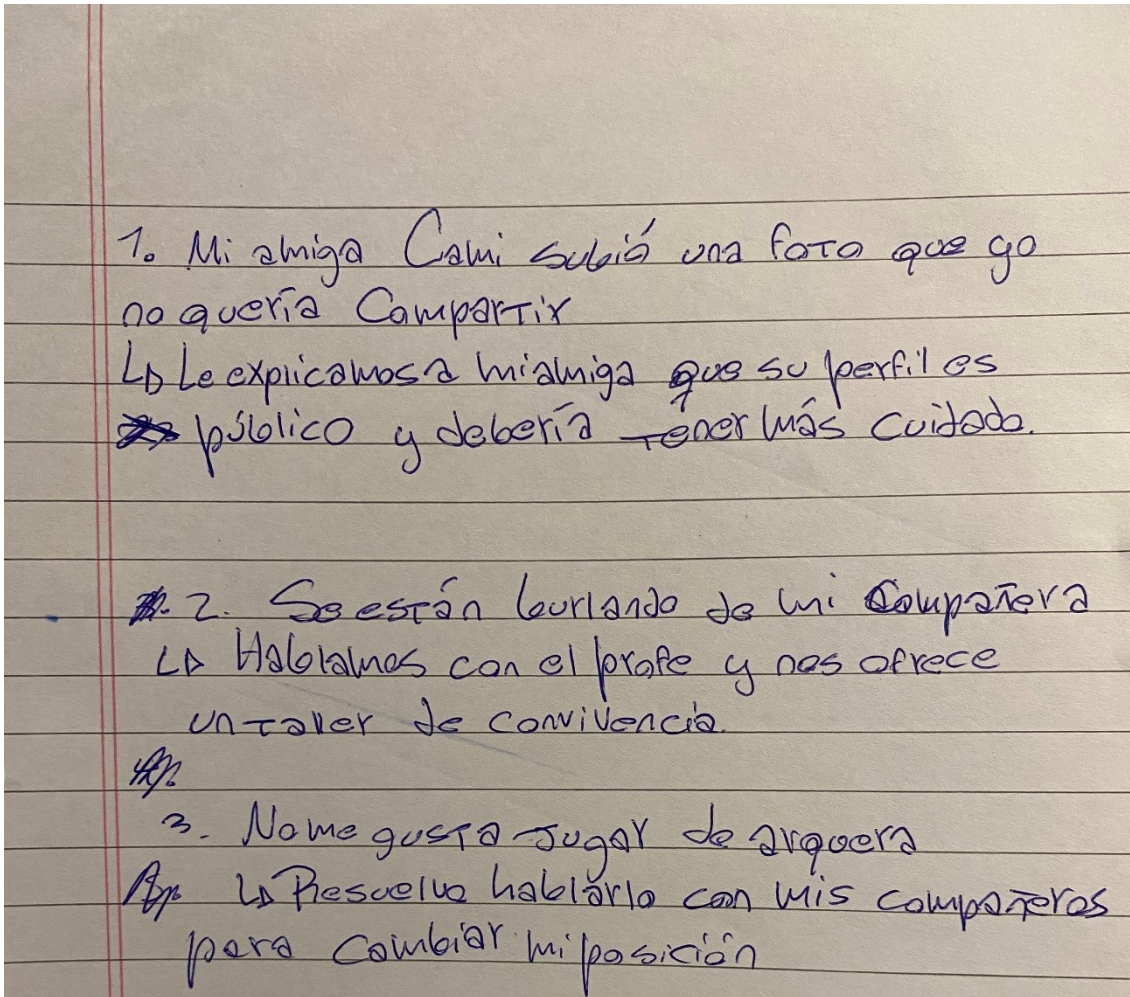 1. Mi amiga Cami subió una foto que yo
no quería Compartir
↳ Le explicamos a mi amiga que su perfil es
público y debería tener más cuidado.
2. Se están burlando de mi Compañera
↳ Hablamos con el profe y nos ofrece
un taller de convivencia.
3. No me gusta Jugar de arquera
↳ Resuelvo hablarlo con mis compañeros
para cambiar mi posición